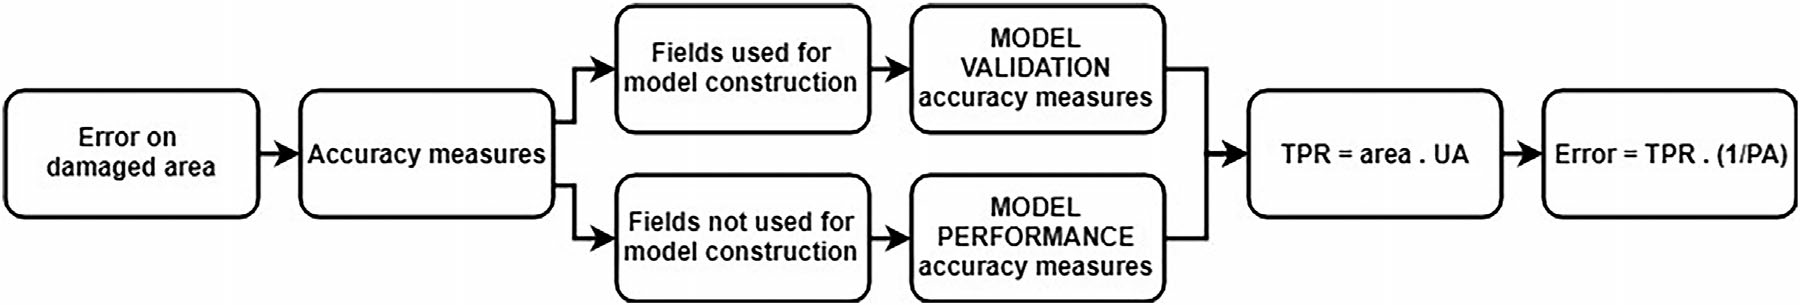 Error on
damaged area
Accuracy measures
Fields used for
model construction
MODEL
VALIDATION
accuracy measures
Fields not used for
model construction
MODEL
PERFORMANCE
accuracy measures
TPR = area . UA
Error = TPR . (1/PA)